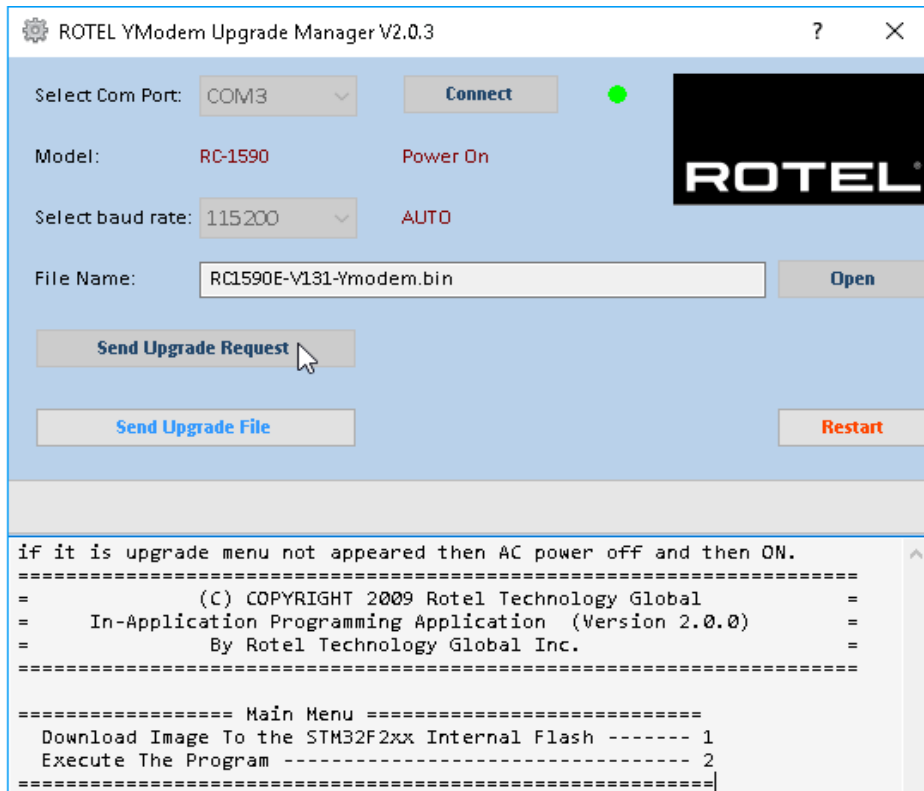 ROTEL YModem Upgrade Manager V2.0.3 ?
Select Com Port: COM3 Connect
Model: RC-1590 Power On
ROTEL
Select baud rate: 115200 AUTO
File Name: RC1590E-V131-Ymodem.bin Open
Send Upgrade Request
Send Upgrade File Restart
if it is upgrade menu not appeared then AC power off and then ON.
======================================================================
= (C) COPYRIGHT 2009 Rotel Technology Global =
= In-Application Programming Application (Version 2.0.0) =
= By Rotel Technology Global Inc. =
======================================================================
================== Main Menu ============================
Download Image To the STM32F2xx Internal Flash ------- 1
Execute The Program ---------------------------------- 2
==========================================================